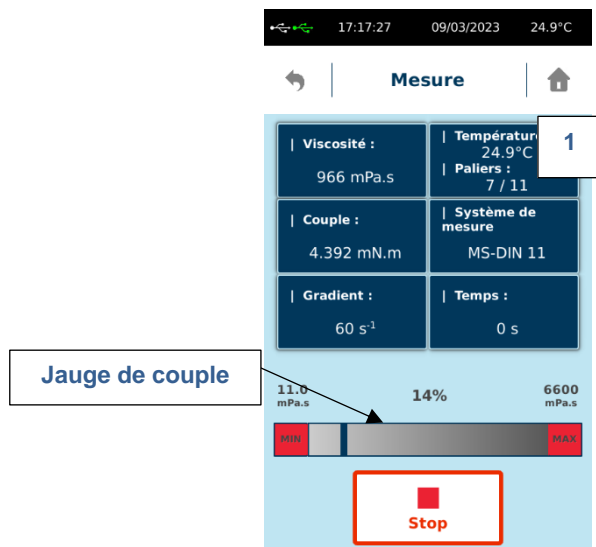 17:17:27 09/03/2023 24.9°C
Mesure
1
| Viscosité :
966 mPa.s
| Températur
24.9°C
| Paliers :
7 / 11
| Couple :
4.392 mN.m
| Système de
mesure
MS-DIN 11
| Gradient :
60 s⁻¹
| Temps :
0 s
Jauge de couple
11.0
mPa.s
14%
6600
mPa.s
MIN
MAX
Stop